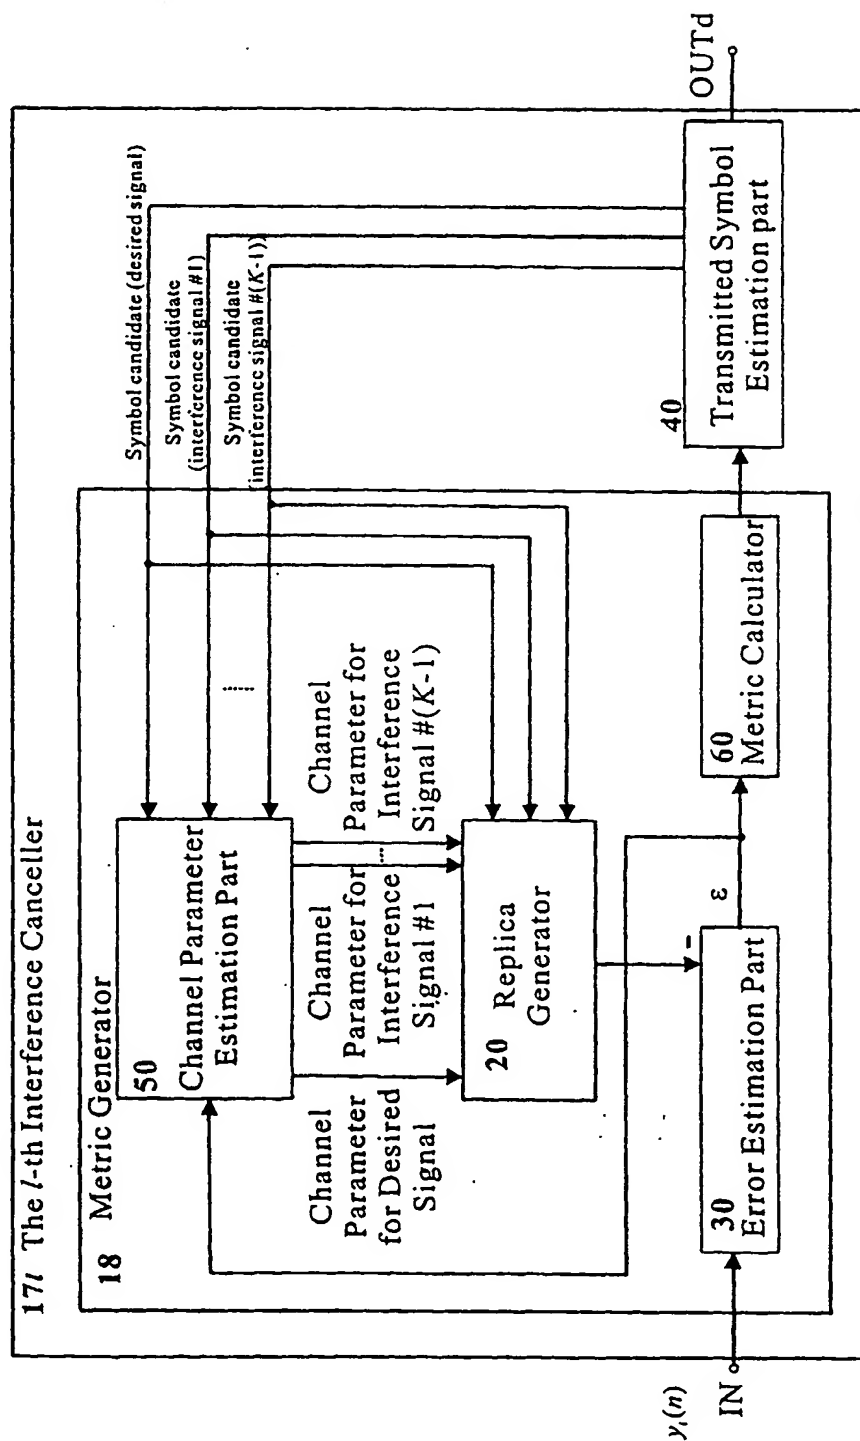 17l The l-th Interference Canceller
18 Metric Generator
50
Channel Parameter
Estimation Part
Symbol candidate (desired signal)
Symbol candidate
(interference signal #1)
Symbol candidate
(interference signal #(K-1))
......
Channel
Parameter
for Desired
Signal
Channel
Parameter for
Interference
Signal #1
....
Channel
Parameter for
Interference
Signal #(K-1)
20 Replica
Generator
yi(n)
IN
30
Error Estimation Part
-
ε
60
Metric Calculator
40
Transmitted Symbol
Estimation part
OUTd